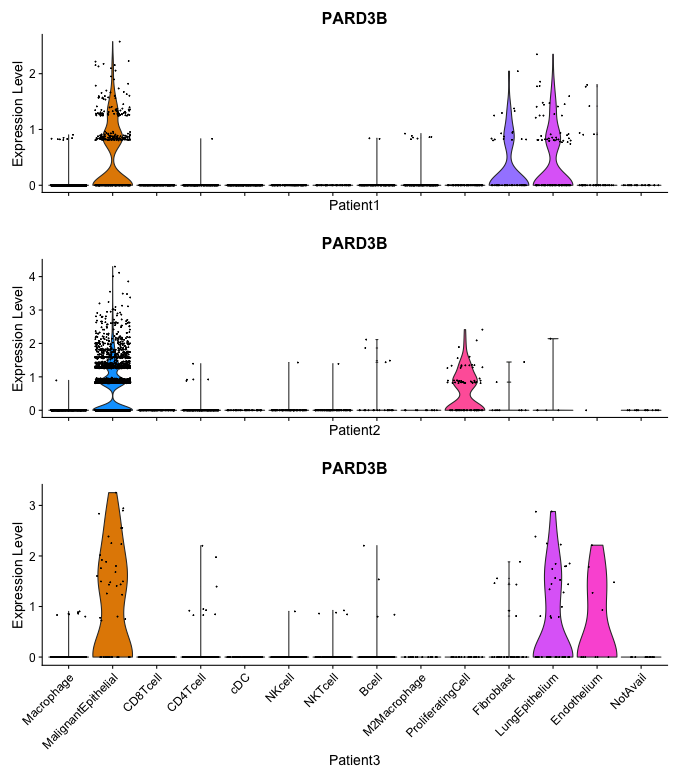 PARD3B
Expression Level
2
1
0
Patient1
PARD3B
Expression Level
4
3
2
1
0
Patient2
PARD3B
Expression Level
3
2
1
0
Macrophage
MalignantEpithelial
CD8Tcell
CD4Tcell
cDC
NKcell
NKTcell
Bcell
M2Macrophage
ProliferatingCell
Fibroblast
LungEpithelium
Endothelium
NotAvail
Patient3